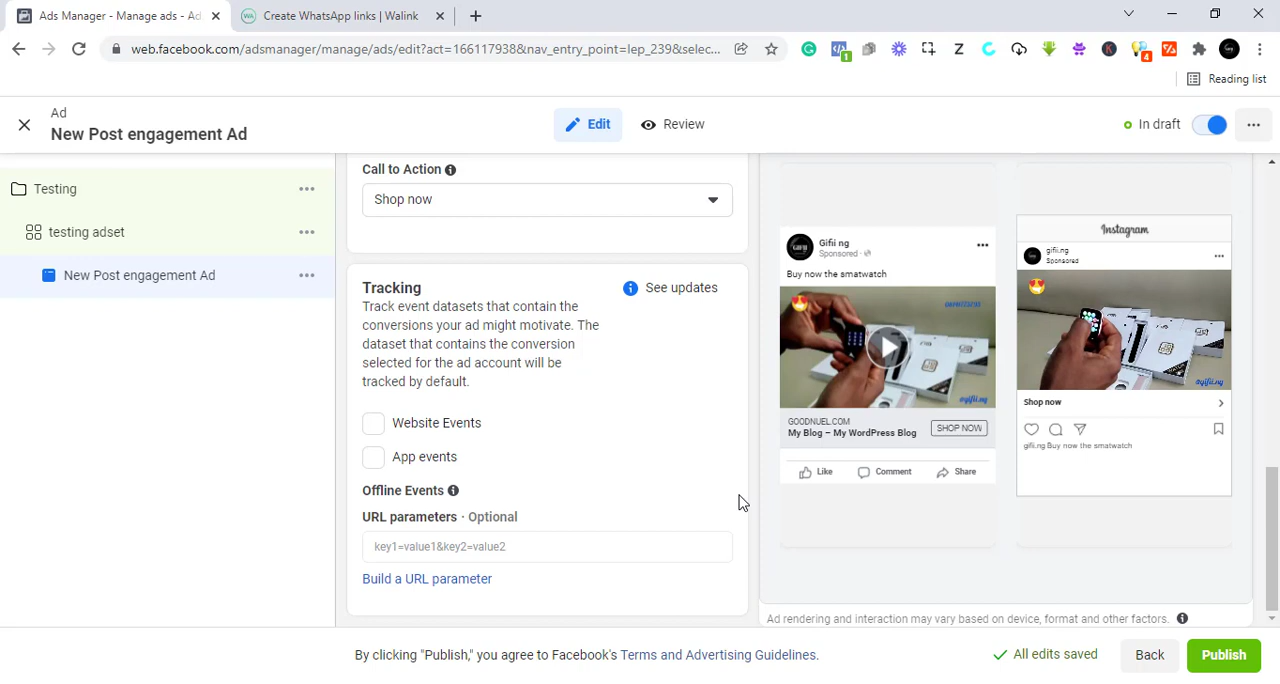 Ads Manager - Manage ads - Ad
Create WhatsApp links | Walink
web.facebook.com/adsmanager/manage/ads/edit?act=166117938&nav_entry_point=lep_239&selec...
1
Z
K
4
Reading list
Ad
New Post engagement Ad
Edit
Review
In draft
Testing
testing adset
New Post engagement Ad
Call to Action
Shop now
Tracking
See updates
Track event datasets that contain the
conversions your ad might motivate. The
dataset that contains the conversion
selected for the ad account will be
tracked by default.
Website Events
App events
Offline Events
URL parameters · Optional
key1=value1&key2=value2
Build a URL parameter
Gifii ng
Sponsored
Buy now the smatwatch
@gifii.ng
GOODNUEL.COM
My Blog – My WordPress Blog
SHOP NOW
Like
Comment
Share
Instagram
gifii.ng
Sponsored
@gifii.ng
Shop now
gifii.ng Buy now the smatwatch
Ad rendering and interaction may vary based on device, format and other factors.
By clicking "Publish," you agree to Facebook's Terms and Advertising Guidelines.
All edits saved
Back
Publish